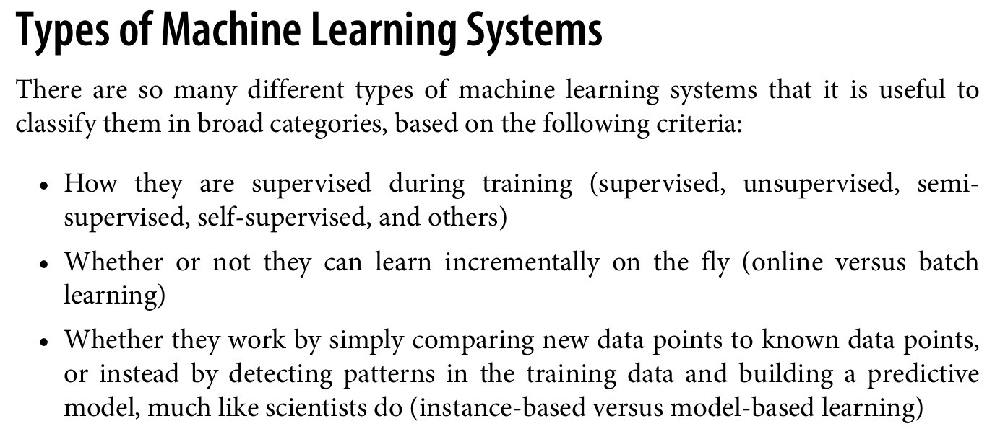 Types of Machine Learning Systems
There are so many different types of machine learning systems that it is useful to
classify them in broad categories, based on the following criteria:
• How they are supervised during training (supervised, unsupervised, semi-
supervised, self-supervised, and others)
• Whether or not they can learn incrementally on the fly (online versus batch
learning)
• Whether they work by simply comparing new data points to known data points,
or instead by detecting patterns in the training data and building a predictive
model, much like scientists do (instance-based versus model-based learning)